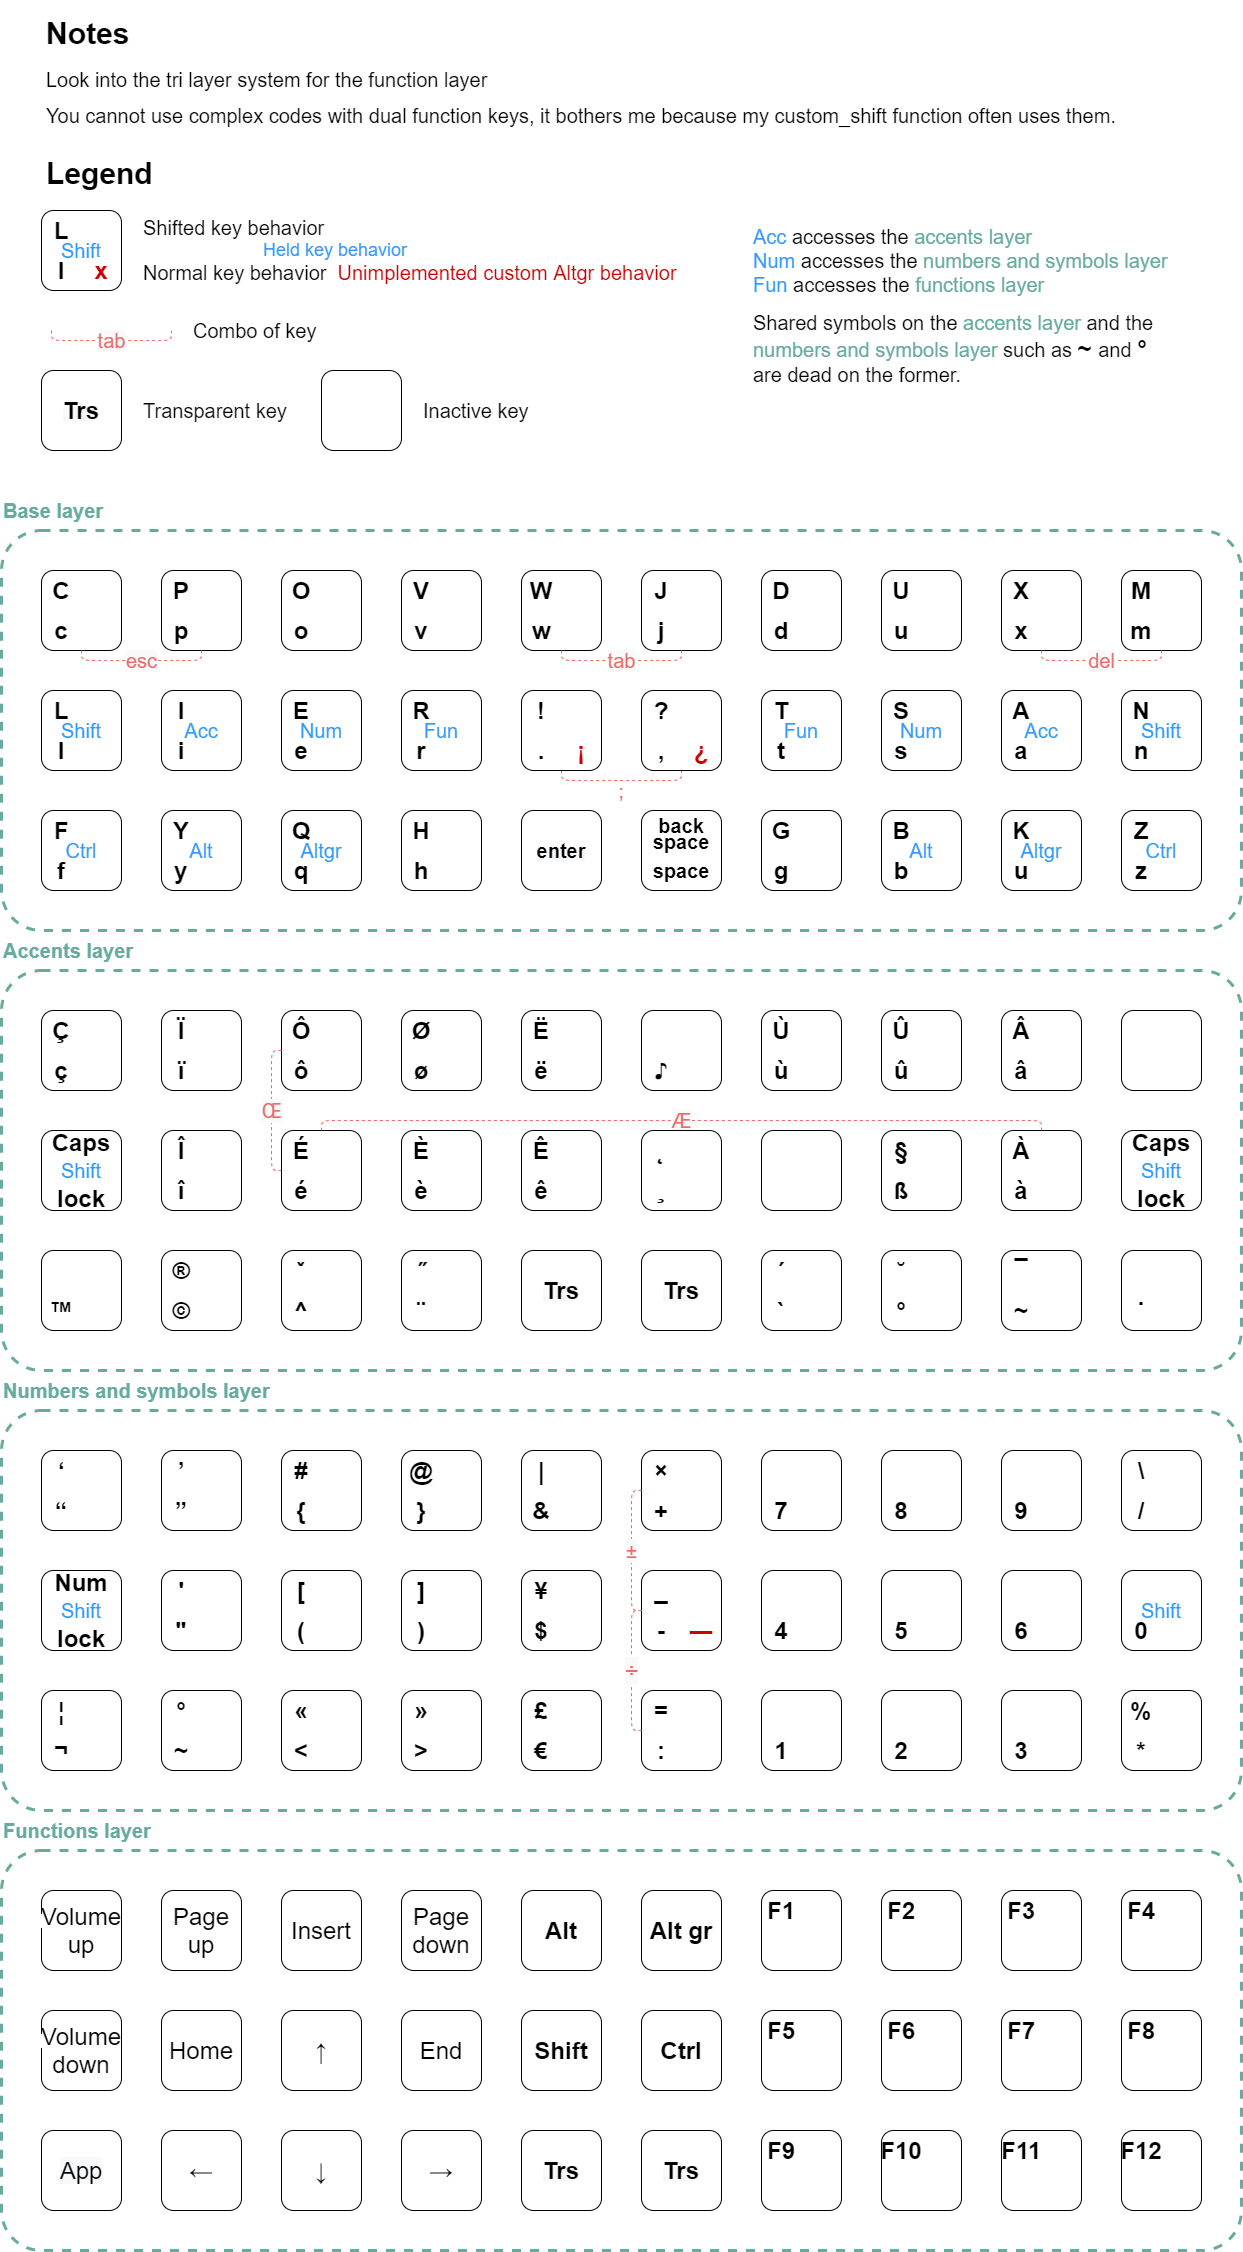 Notes
Look into the tri layer system for the function layer
You cannot use complex codes with dual function keys, it bothers me because my custom_shift function often uses them.
Legend
L Shifted key behavior
Shift Held key behavior
l x Normal key behavior Unimplemented custom Altgr behavior
Acc accesses the accents layer
Num accesses the numbers and symbols layer
Fun accesses the functions layer
tab Combo of key
Shared symbols on the accents layer and the
numbers and symbols layer such as ~ and °
are dead on the former.
Trs Transparent key Inactive key
Base layer
C P O V W J D U X M
c p o v w j d u x m
esc tab del
L I E R ! ? T S A N
Shift Acc Num Fun Fun Num Acc Shift
l i e r . ¡ , ¿ t s a n
;
F Y Q H back G B K Z
Ctrl Alt Altgr enter space Alt Altgr Ctrl
f y q h space g b u z
Accents layer
Ç Ï Ô Ø Ë Ù Û Â
ç ï ô ø ë ♪ ù û â
Œ Æ
Caps Î É È Ê ˛ § À Caps
Shift Shift
lock î é è ê ¸ ß à lock
® ˇ ˝ ´ ˘ ¯
Trs Trs
™ © ^ ¨ ` ° ~ .
Numbers and symbols layer
‘ ’ # @ | × \
“ ” { } & + 7 8 9 /
±
Num ' [ ] ¥ _
Shift Shift
lock " ( ) $ - — 4 5 6 0
÷
¦ ° « » £ = %
¬ ~ < > € : 1 2 3 *
Functions layer
Volume Page Insert Page Alt Alt gr F1 F2 F3 F4
up up down
Volume Home ↑ End Shift Ctrl F5 F6 F7 F8
down
App ← ↓ → Trs Trs F9 F10 F11 F12